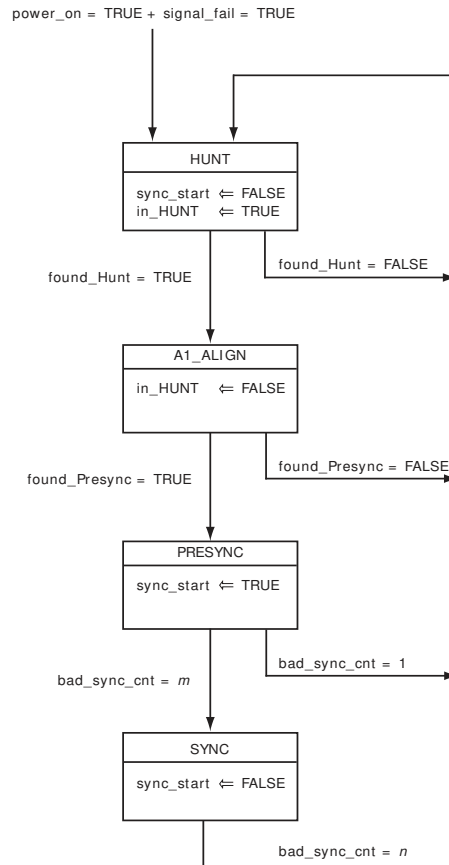 power_on = TRUE + signal_fail = TRUE
HUNT
sync_start ⇐ FALSE
in_HUNT ⇐ TRUE
found_Hunt = FALSE
found_Hunt = TRUE
A1_ALIGN
in_HUNT ⇐ FALSE
found_Presync = FALSE
found_Presync = TRUE
PRESYNC
sync_start ⇐ TRUE
bad_sync_cnt = 1
bad_sync_cnt = m
SYNC
sync_start ⇐ FALSE
bad_sync_cnt = n